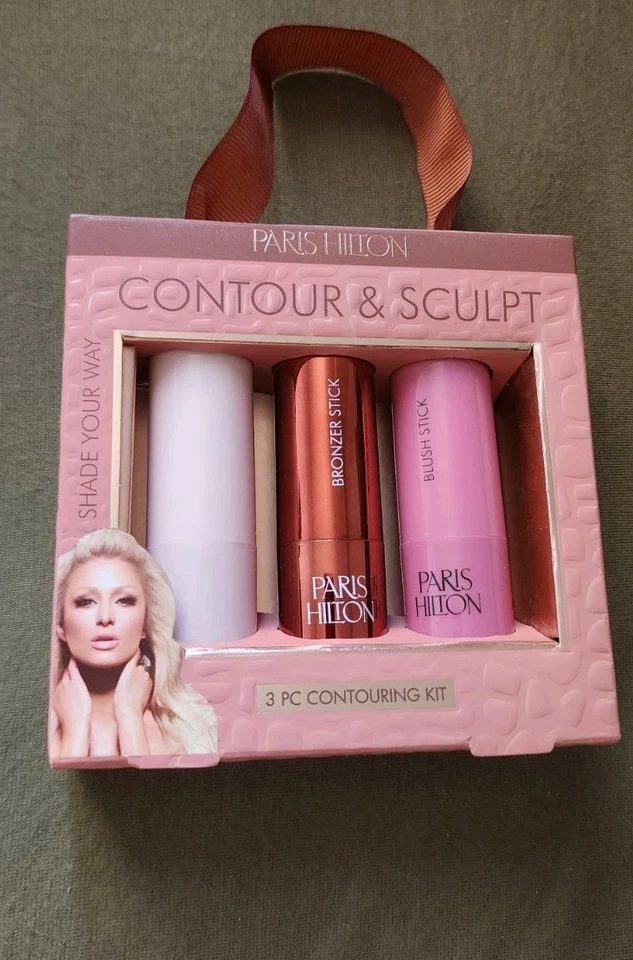 PARIS HILTON
CONTOUR & SCULPT
SHADE YOUR WAY
BRONZER STICK
PARIS
HILTON
BLUSH STICK
PARIS
HILTON
3 PC CONTOURING KIT